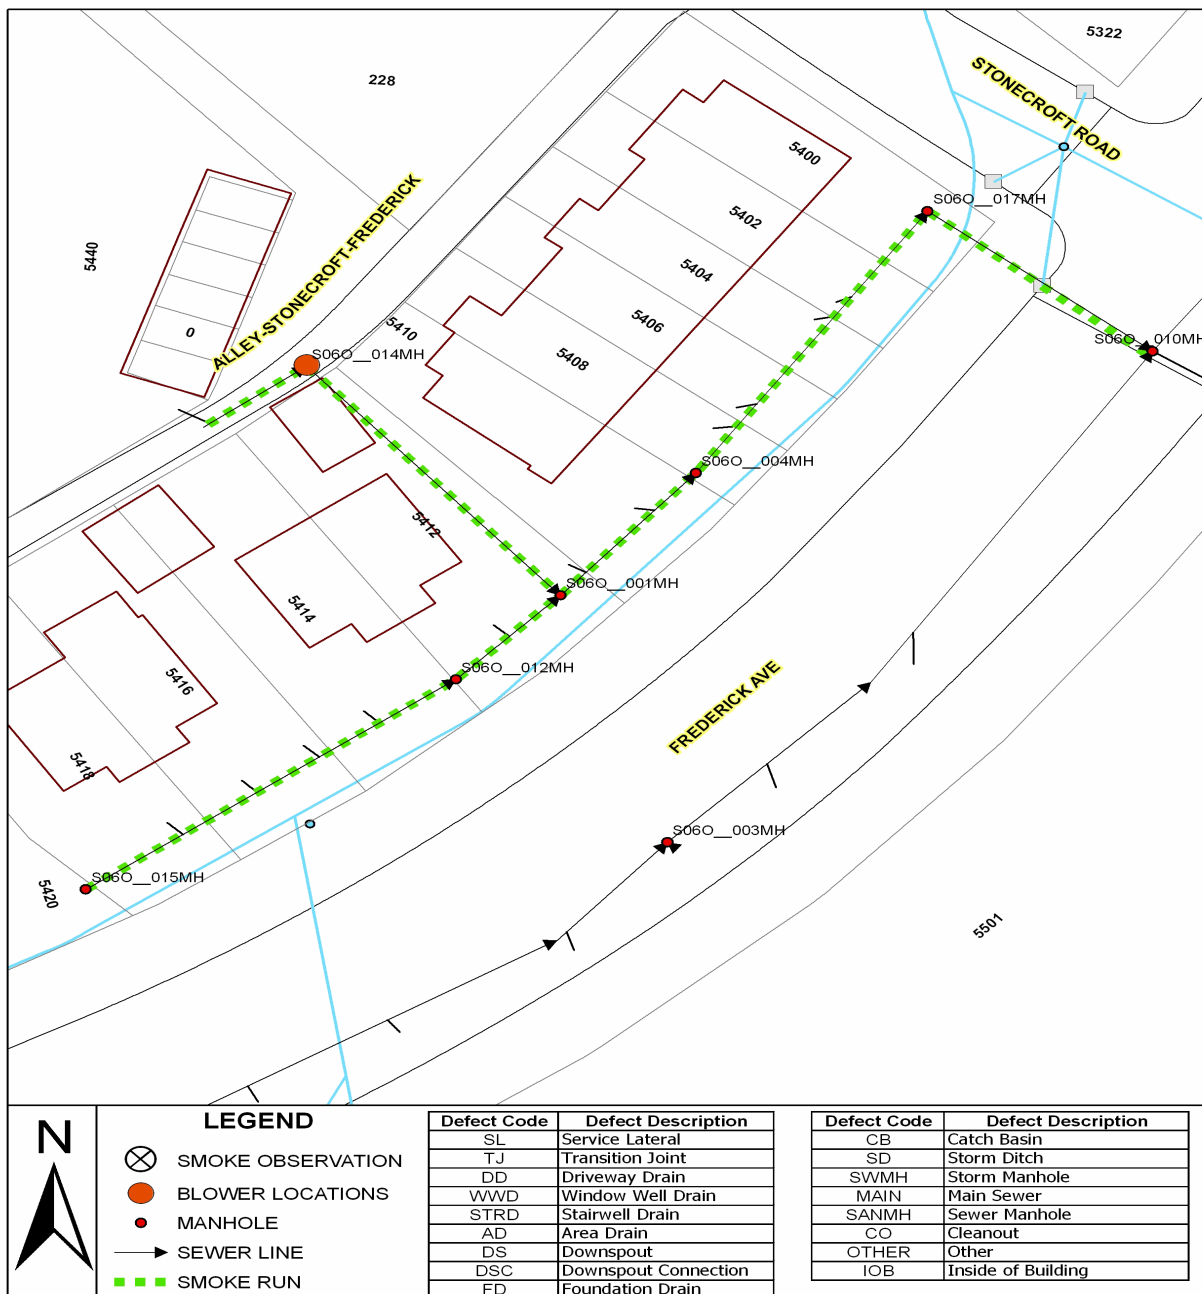 5322
STONECROFT ROAD
228
5400
S06O__017MH
5402
5440
ALLEY-STONECROFT-FREDERICK
5404
5406
0
5410
S06O__014MH
S06O__010MH
5408
S06O__004MH
5412
S06O__001MH
5414
S06O__012MH
5416
FREDERICK AVE
5418
S06O__003MH
S06O__015MH
5420
5501
N
LEGEND
SMOKE OBSERVATION
BLOWER LOCATIONS
MANHOLE
SEWER LINE
SMOKE RUN
Defect Code Defect Description
SL Service Lateral
TJ Transition Joint
DD Driveway Drain
WWD Window Well Drain
STRD Stairwell Drain
AD Area Drain
DS Downspout
DSC Downspout Connection
FD Foundation Drain
Defect Code Defect Description
CB Catch Basin
SD Storm Ditch
SWMH Storm Manhole
MAIN Main Sewer
SANMH Sewer Manhole
CO Cleanout
OTHER Other
IOB Inside of Building